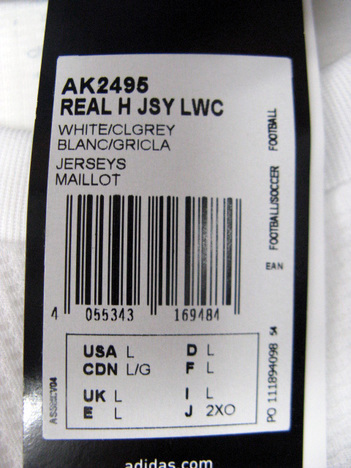 AK2495
REAL H JSY LWC
WHITE/CLGREY
BLANC/GRICLA
JERSEYS
MAILLOT
FOOTBALL/SOCCER FOOTBALL
EAN
4 055343 169484
USA L D L
CDN L/G F L
UK L I L
E L J 2XO
PO 111894098 54
adidas.com